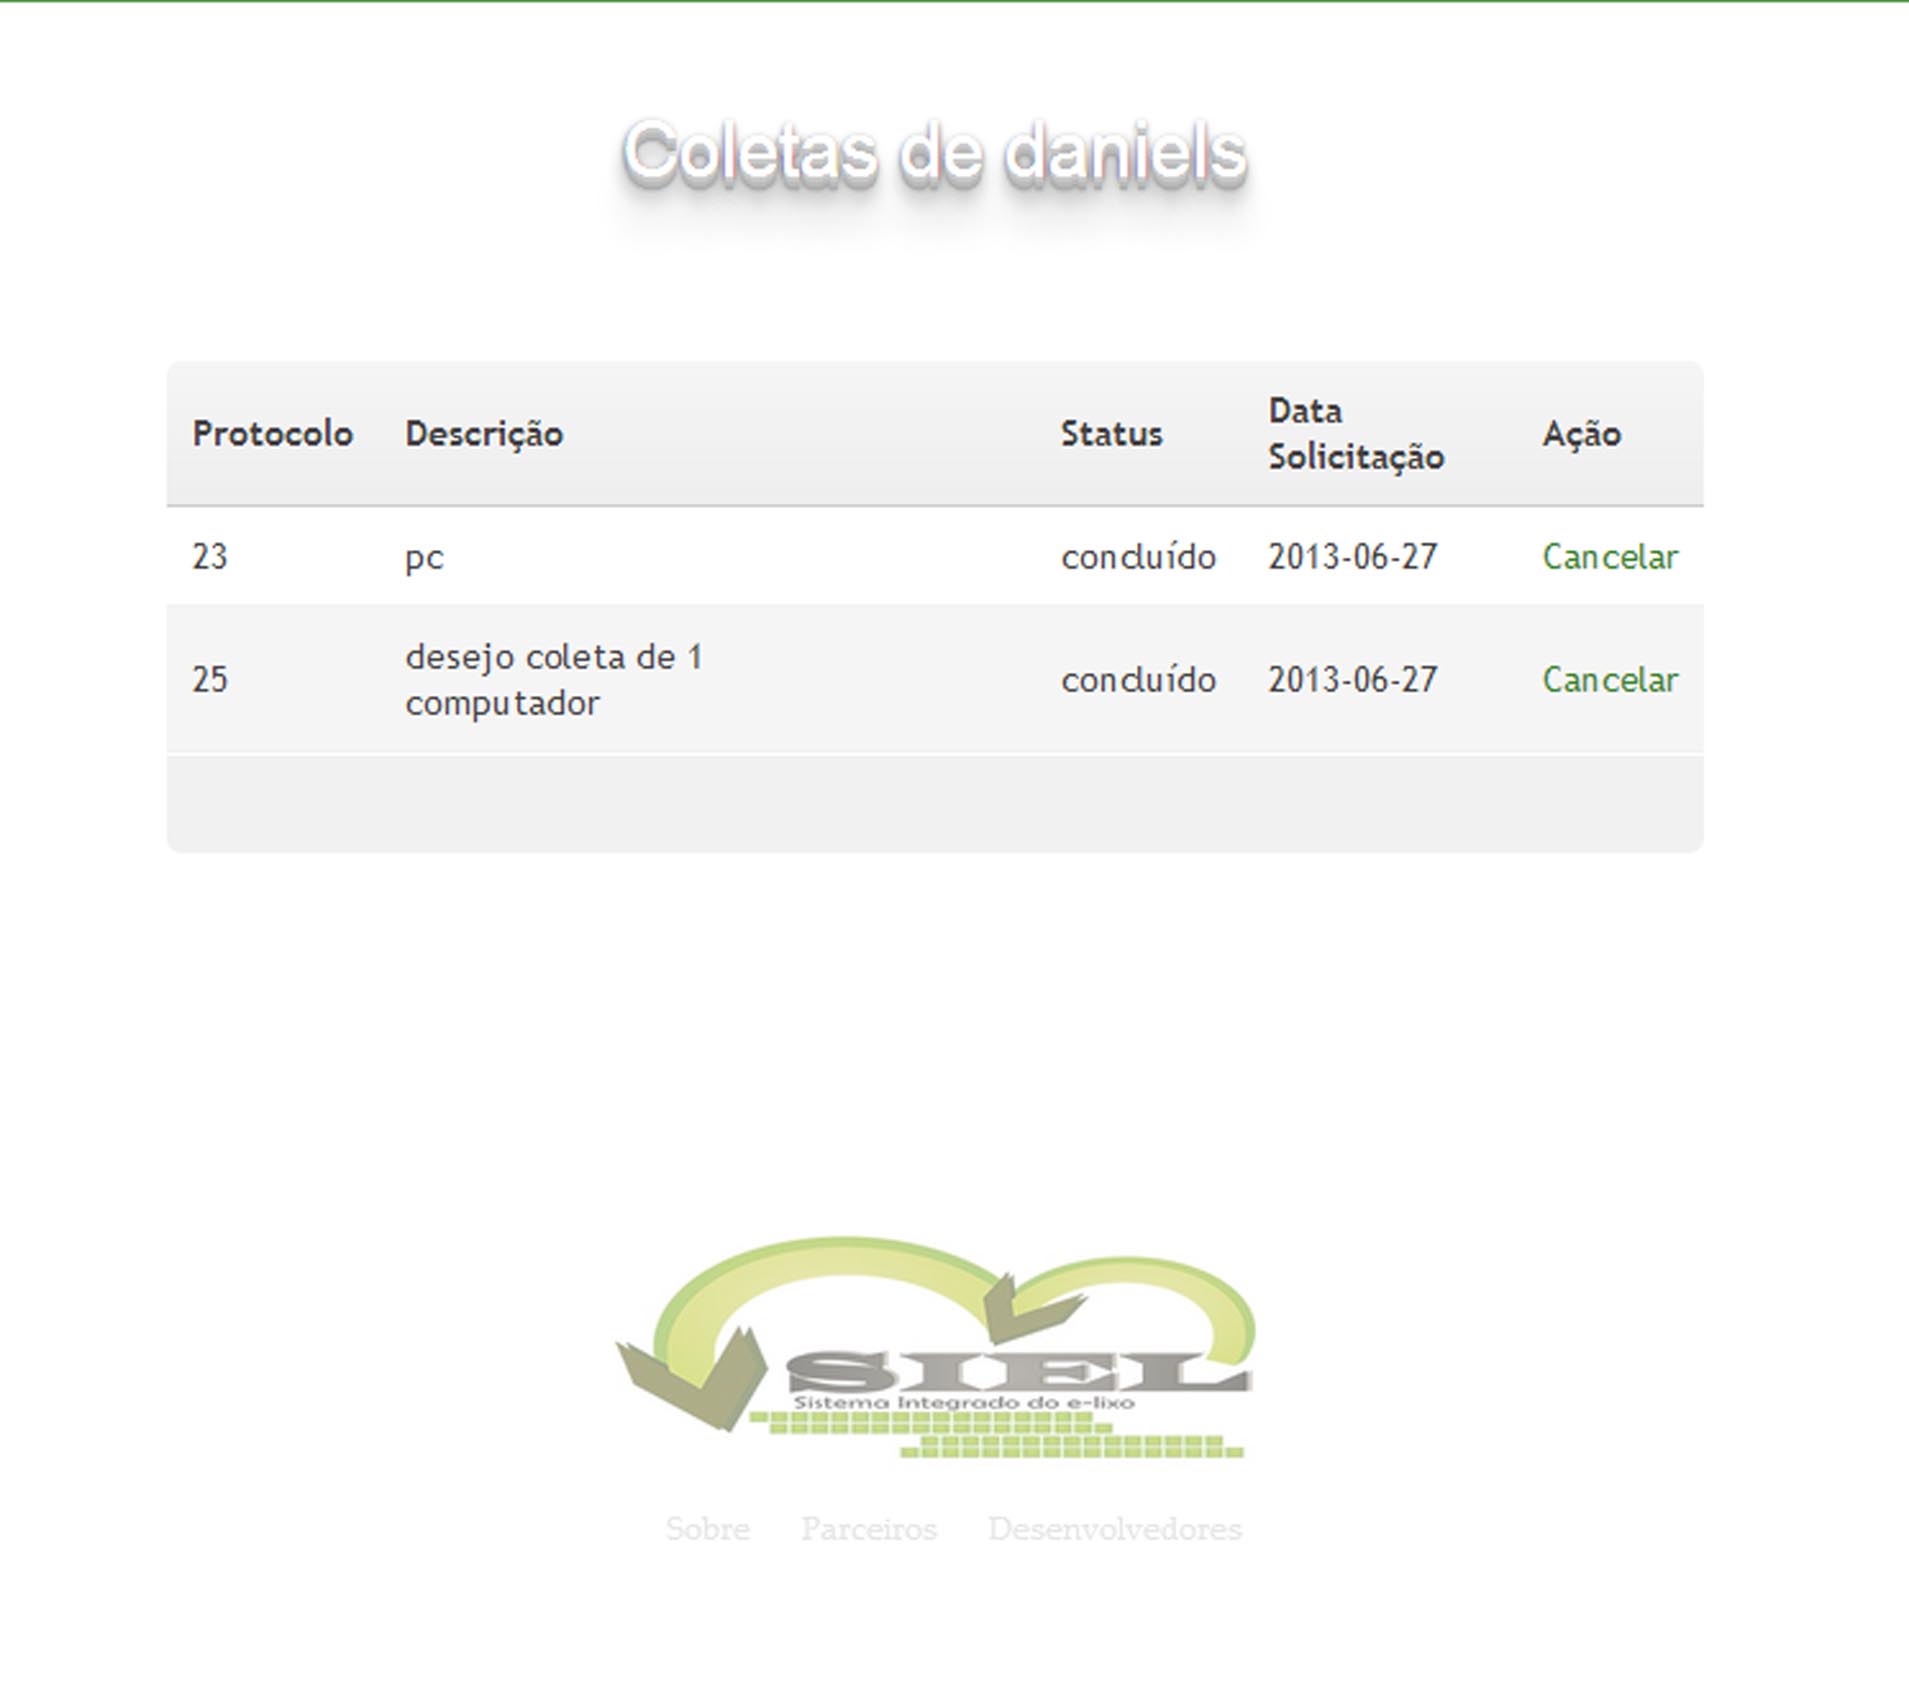 Coletas de daniels
Protocolo Descrição Status Data Solicitação Ação
23 pc concluído 2013-06-27 Cancelar
25 desejo coleta de 1 computador concluído 2013-06-27 Cancelar
SIEL
Sistema Integrado do e-lixo
Sobre Parceiros Desenvolvedores